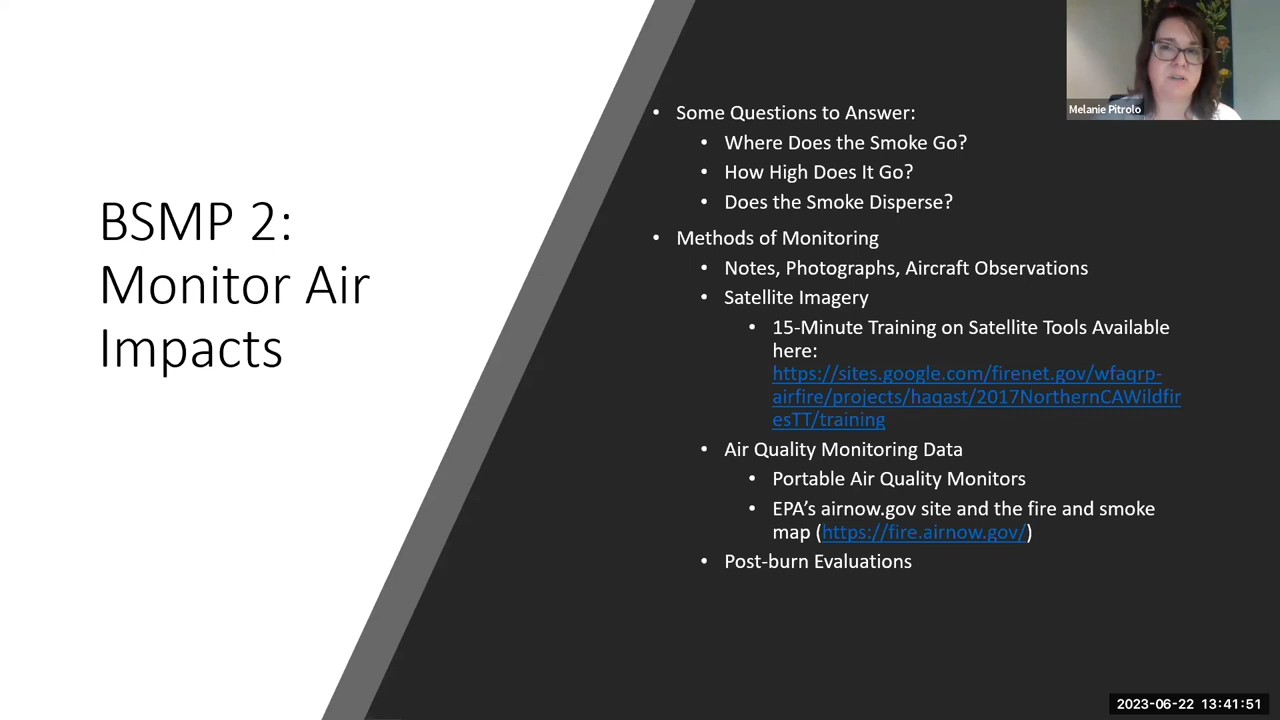 BSMP 2:
Monitor Air
Impacts
• Some Questions to Answer:
• Where Does the Smoke Go?
• How High Does It Go?
• Does the Smoke Disperse?
• Methods of Monitoring
• Notes, Photographs, Aircraft Observations
• Satellite Imagery
• 15-Minute Training on Satellite Tools Available
here:
https://sites.google.com/firenet.gov/wfaqrp-
airfire/projects/haqast/2017NorthernCAWildfir
esTT/training
• Air Quality Monitoring Data
• Portable Air Quality Monitors
• EPA’s airnow.gov site and the fire and smoke
map (https://fire.airnow.gov/)
• Post-burn Evaluations
Melanie Pitrolo
2023-06-22 13:41:51